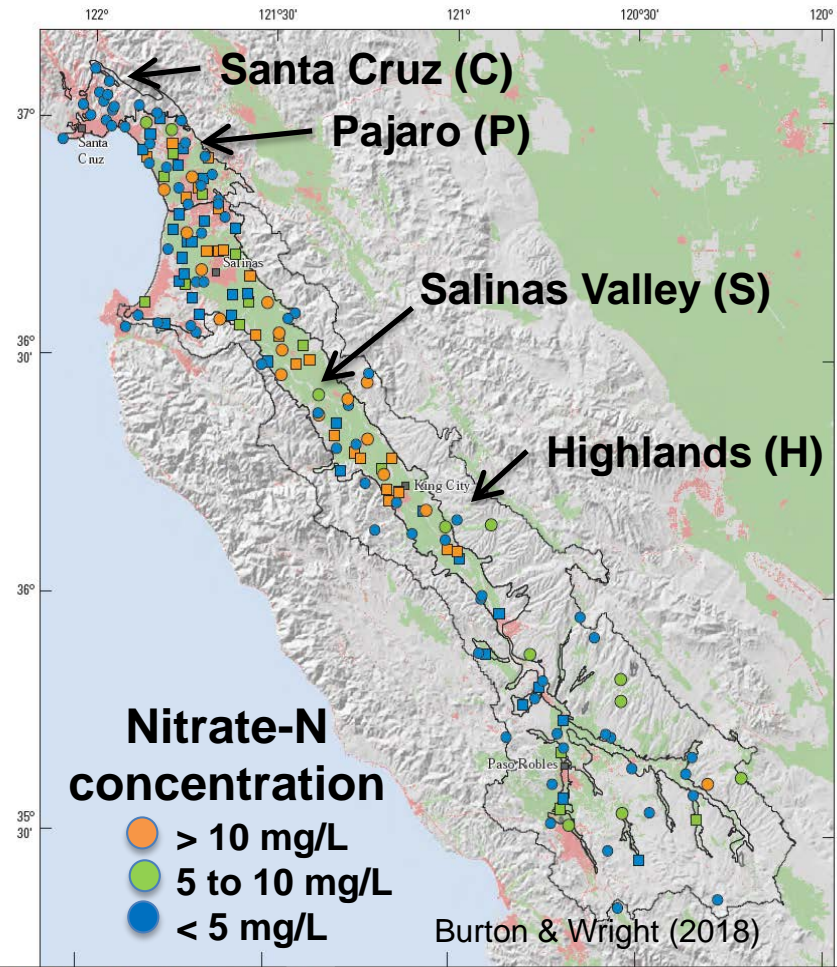 122°
121°30'
121°
120°30'
120°
Santa Cruz (C)
37°
Pajaro (P)
Santa
Cruz
Salinas
Salinas Valley (S)
36°
30'
Highlands (H)
King City
36°
Nitrate-N
concentration
> 10 mg/L
5 to 10 mg/L
< 5 mg/L
Paso Robles
35°
30'
Burton & Wright (2018)